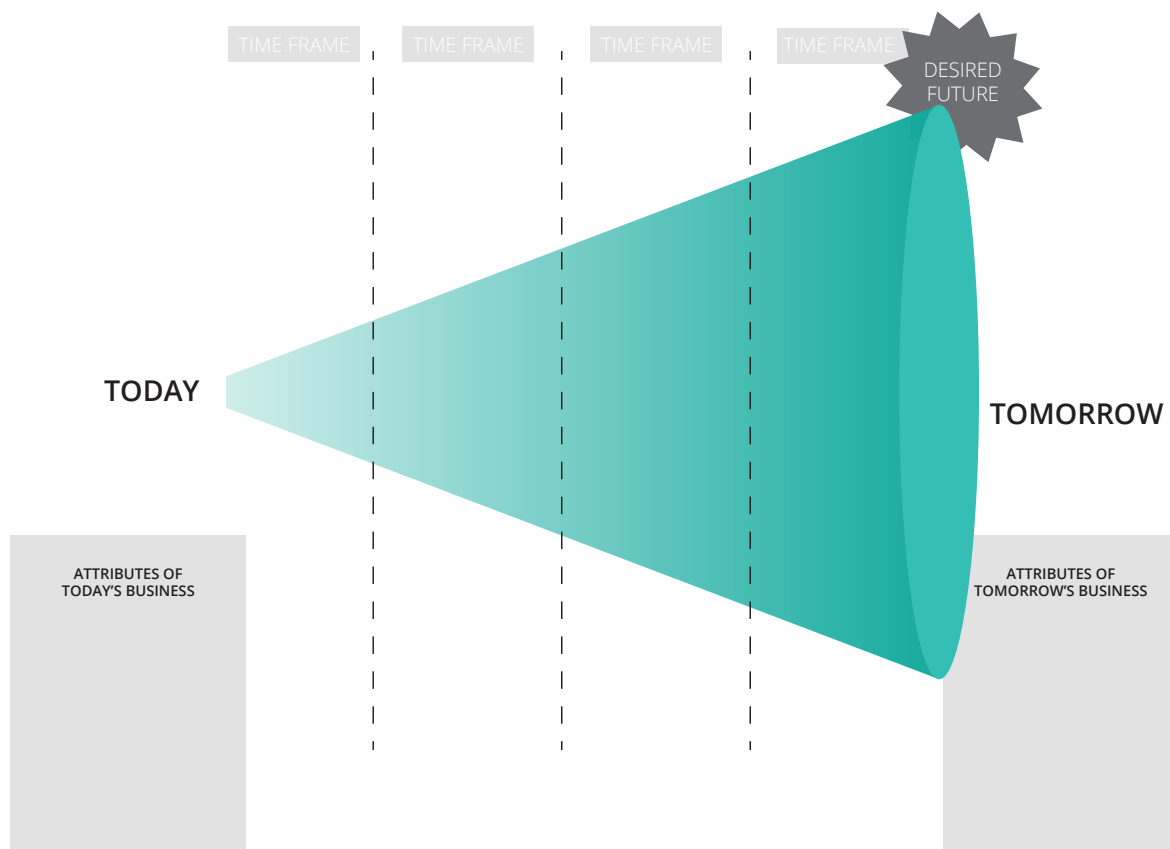 TIME FRAME
TIME FRAME
TIME FRAME
TIME FRAME
DESIRED
FUTURE
TODAY
TOMORROW
ATTRIBUTES OF
TODAY’S BUSINESS
ATTRIBUTES OF
TOMORROW’S BUSINESS